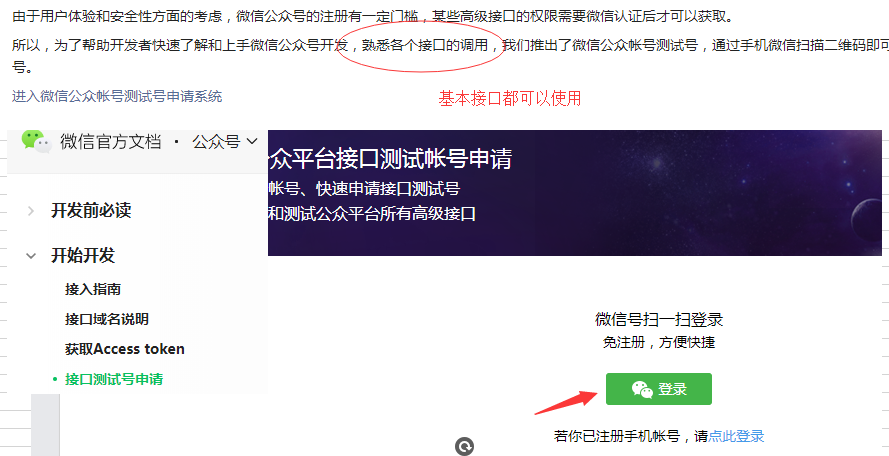 由于用户体验和安全性方面的考虑，微信公众号的注册有一定门槛，某些高级接口的权限需要微信认证后才可以获取。
所以，为了帮助开发者快速了解和上手微信公众号开发，熟悉各个接口的调用，我们推出了微信公众帐号测试号，通过手机微信扫描二维码即可
号。
进入微信公众帐号测试号申请系统
基本接口都可以使用
微信官方文档 · 公众号
众平台接口测试帐号申请
帐号、快速申请接口测试号
和测试公众平台所有高级接口
开发前必读
开始开发
接入指南
接口域名说明
获取Access token
接口测试号申请
微信号扫一扫登录
免注册，方便快捷
登录
若你已注册手机帐号，请点此登录